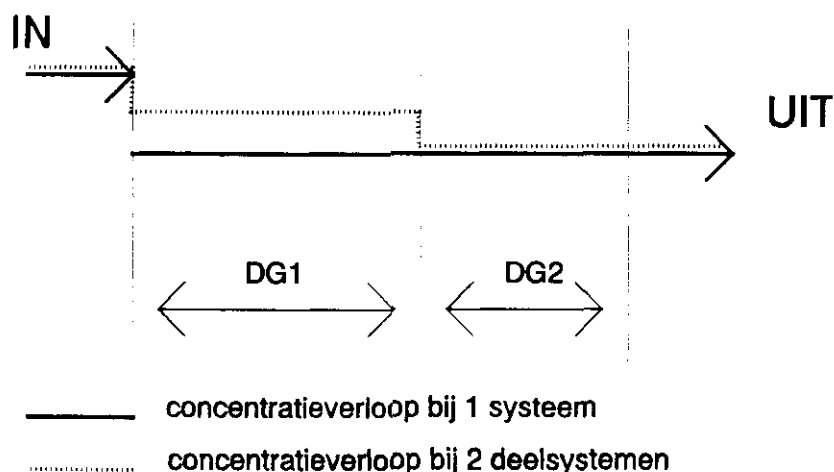 IN
UIT
DG1 DG2
concentratieverloop bij 1 systeem
concentratieverloop bij 2 deelsystemen